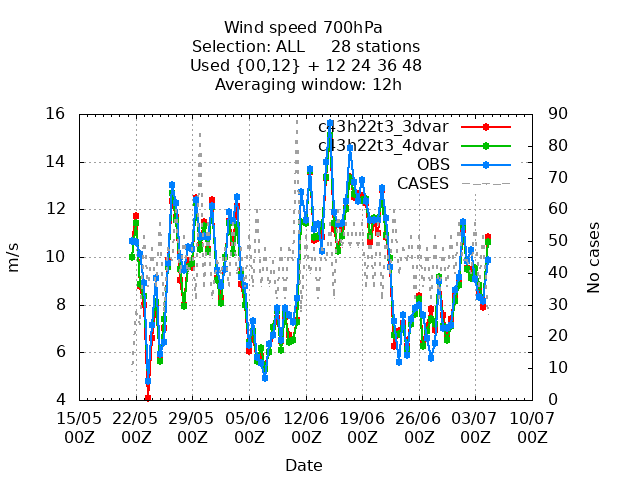 Wind speed 700hPa
Selection: ALL 28 stations
Used {00,12} + 12 24 36 48
Averaging window: 12h
16 90
c43h22t3_3dvar
80
c43h22t3_4dvar
14
OBS
70
CASES
12 60
50
10
40
8 30
20
6
10
4 0
m/s
No cases
15/05 22/05 29/05 05/06 12/06 19/06 26/06 03/07 10/07
00Z 00Z 00Z 00Z 00Z 00Z 00Z 00Z 00Z
Date